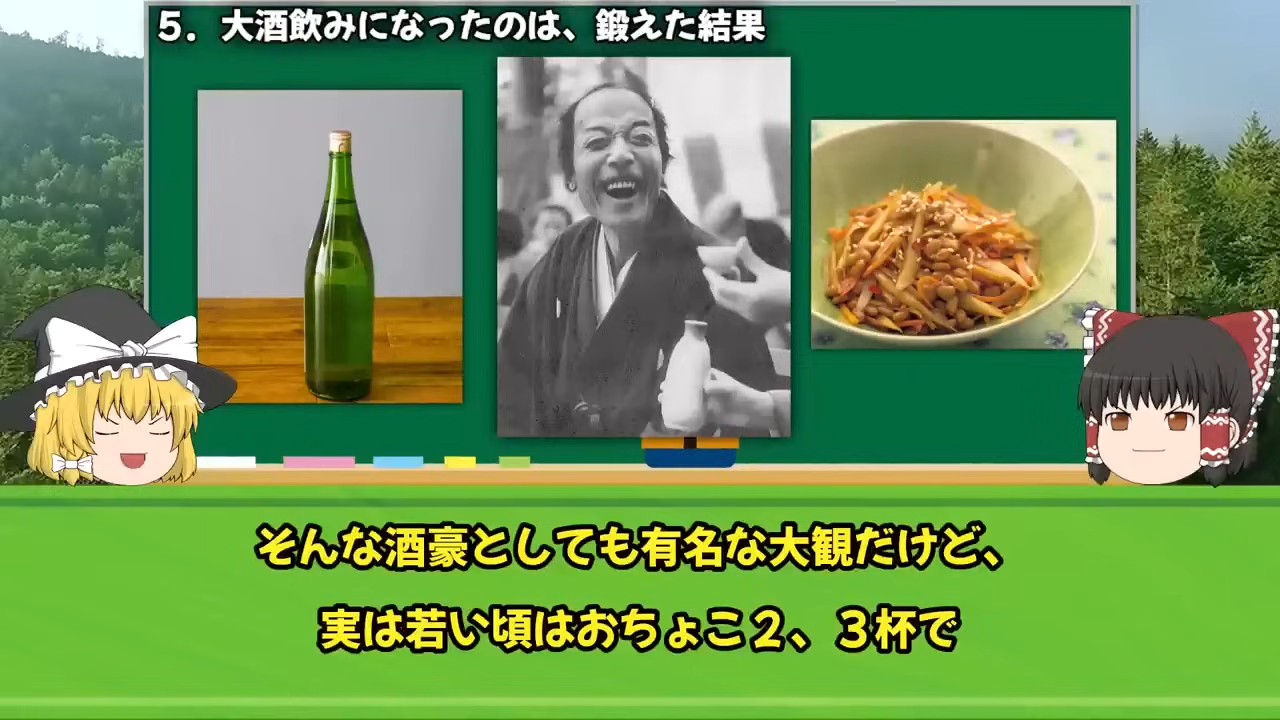 5．大酒飲みになったのは、鍛えた結果
そんな酒豪としても有名な大観だけど、
実は若い頃はおちょこ２、３杯で